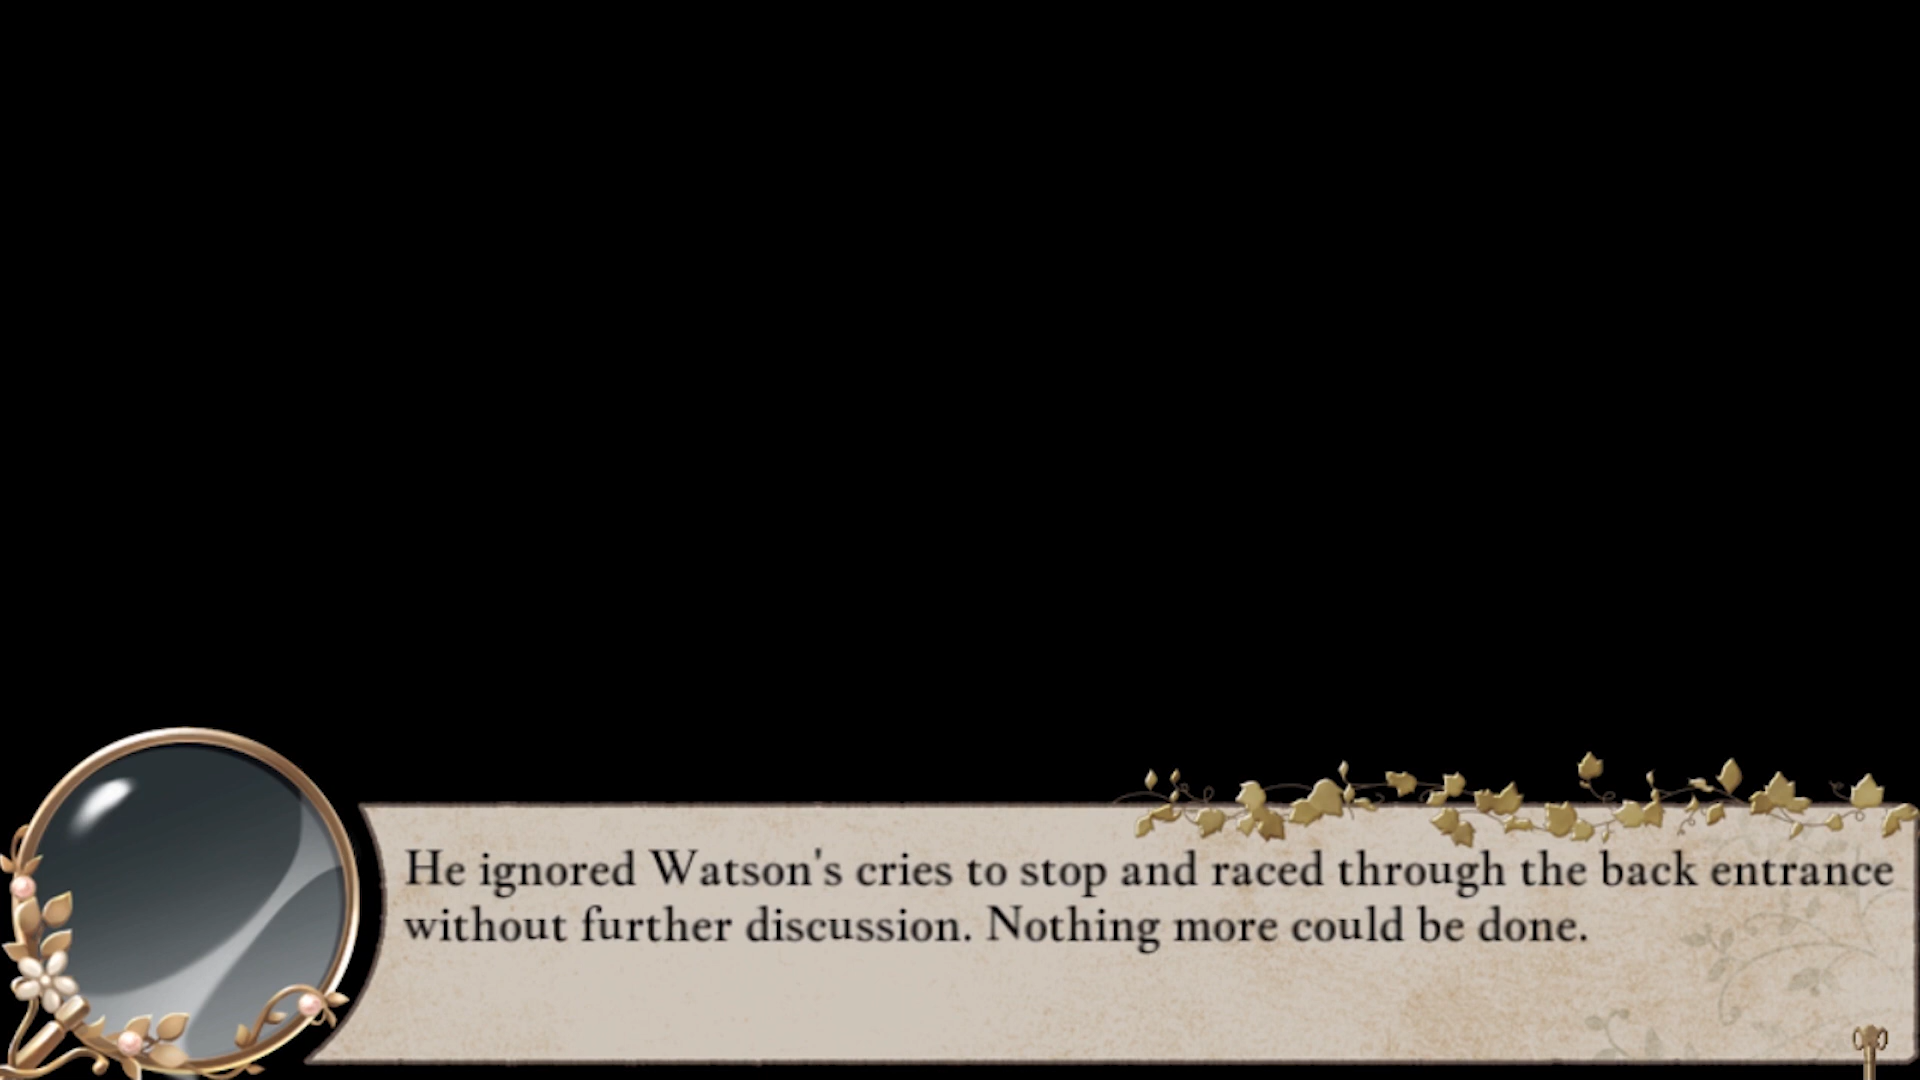 He ignored Watson's cries to stop and raced through the back entrance
without further discussion. Nothing more could be done.